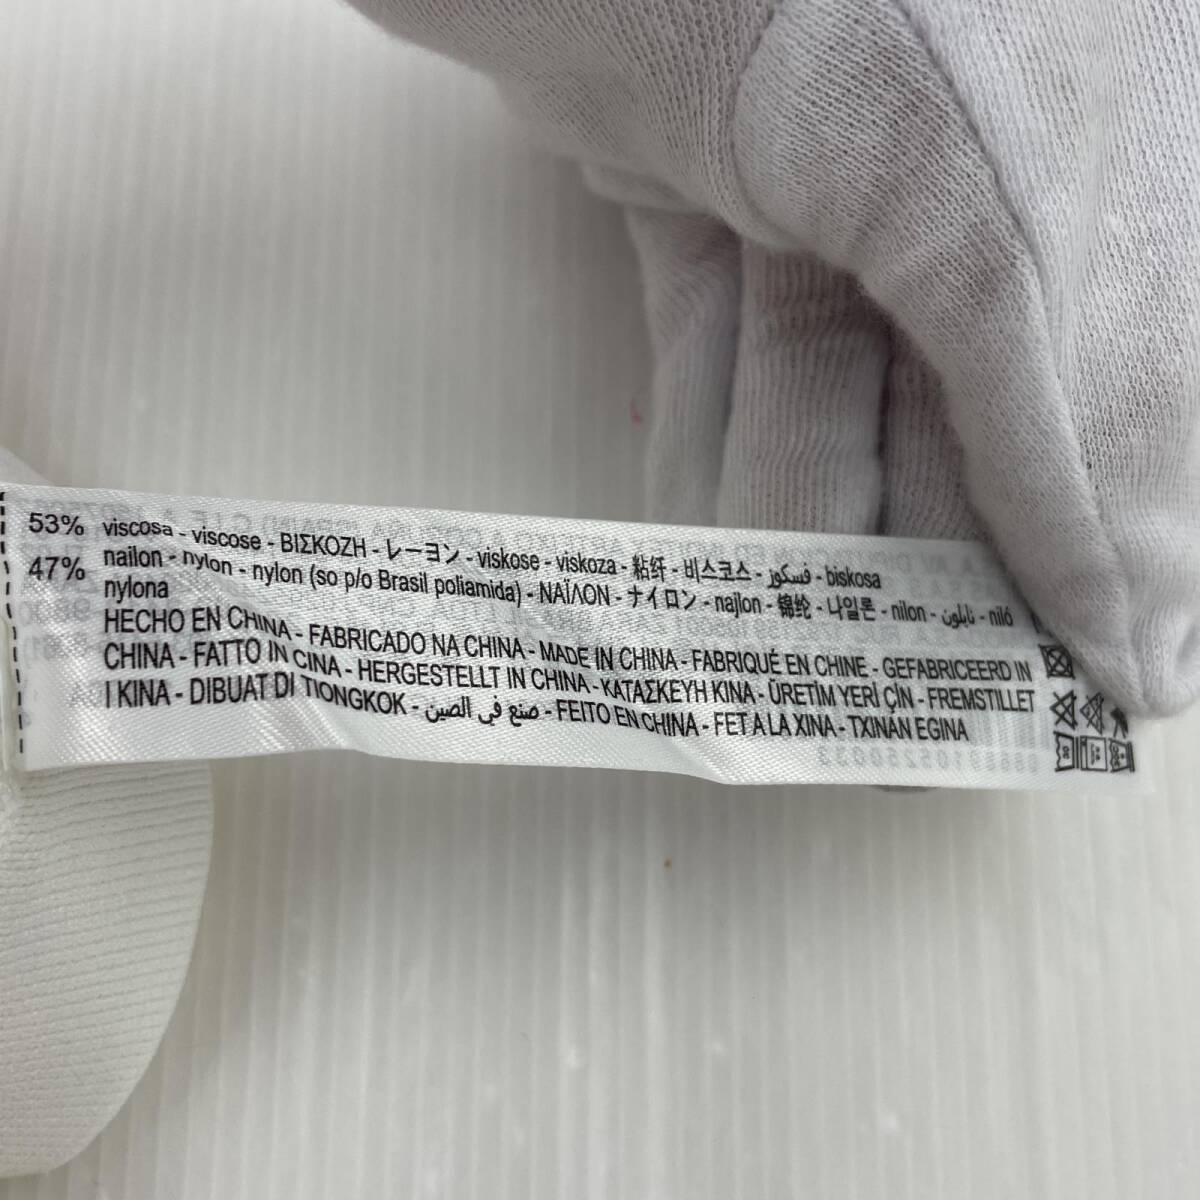 53% viscosa - viscose - ΒΙΣΚΟΖΗ - レーヨン - viskose - viskoza - 粘纤 - 비스코스 - فسكوز - biskosa
47% nailon - nylon - nylon (so p/o Brasil poliamida) - ΝΑΪΛΟΝ - ナイロン - najlon - 锦纶 - 나일론 - nilon - نايلون - niló
nylona
HECHO EN CHINA - FABRICADO NA CHINA - MADE IN CHINA - FABRIQUÉ EN CHINE - GEFABRICEERD IN
CHINA - FATTO IN CINA - HERGESTELLT IN CHINA - ΚΑΤΑΣΚΕΥΗ ΚΙΝΑ - ÜRETİM YERİ ÇİN - FREMSTILLET
I KINA - DIBUAT DI TIONGKOK - صنع في الصين - FEITO EN CHINA - FET A LA XINA - TXINAN EGINA